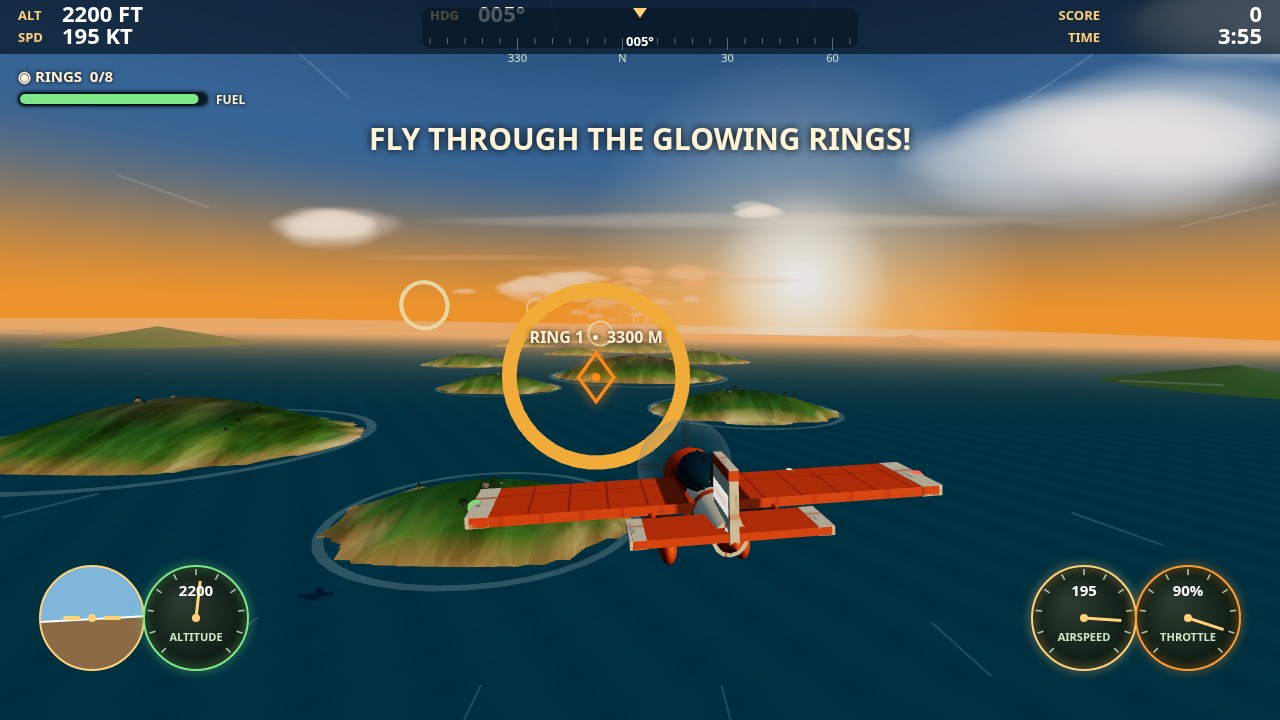 ALT 2200 FT
SPD 195 KT
HDG 005°
005°
330 N 30 60
SCORE 0
TIME 3:55
◉ RINGS 0/8
FUEL
FLY THROUGH THE GLOWING RINGS!
RING 1 • 3300 M
2200
ALTITUDE
195
AIRSPEED
90%
THROTTLE